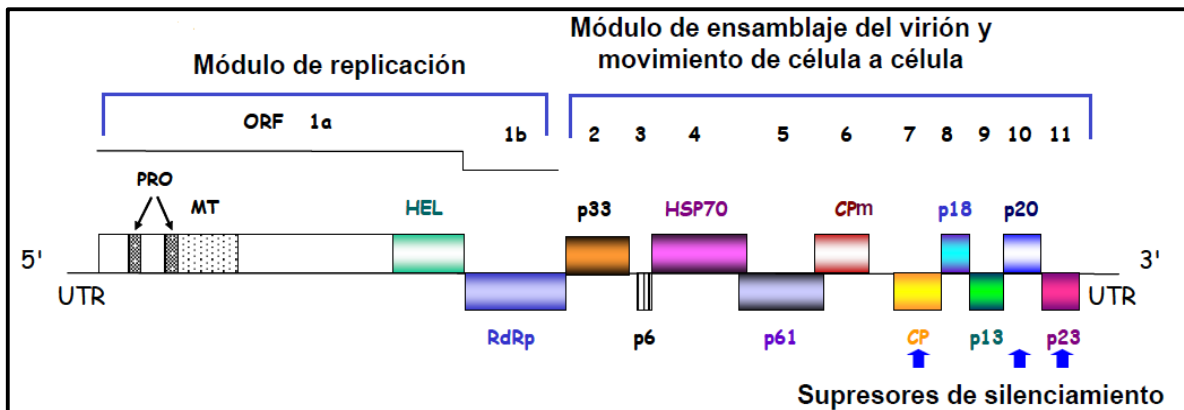 Módulo de ensamblaje del virión y
movimiento de célula a célula
Módulo de replicación
ORF 1a
1b 2 3 4 5 6 7 8 9 10 11
PRO
MT HEL p33 HSP70 CPm p18 p20
5' 3'
UTR UTR
RdRp p6 p61 CP p13 p23
Supresores de silenciamiento